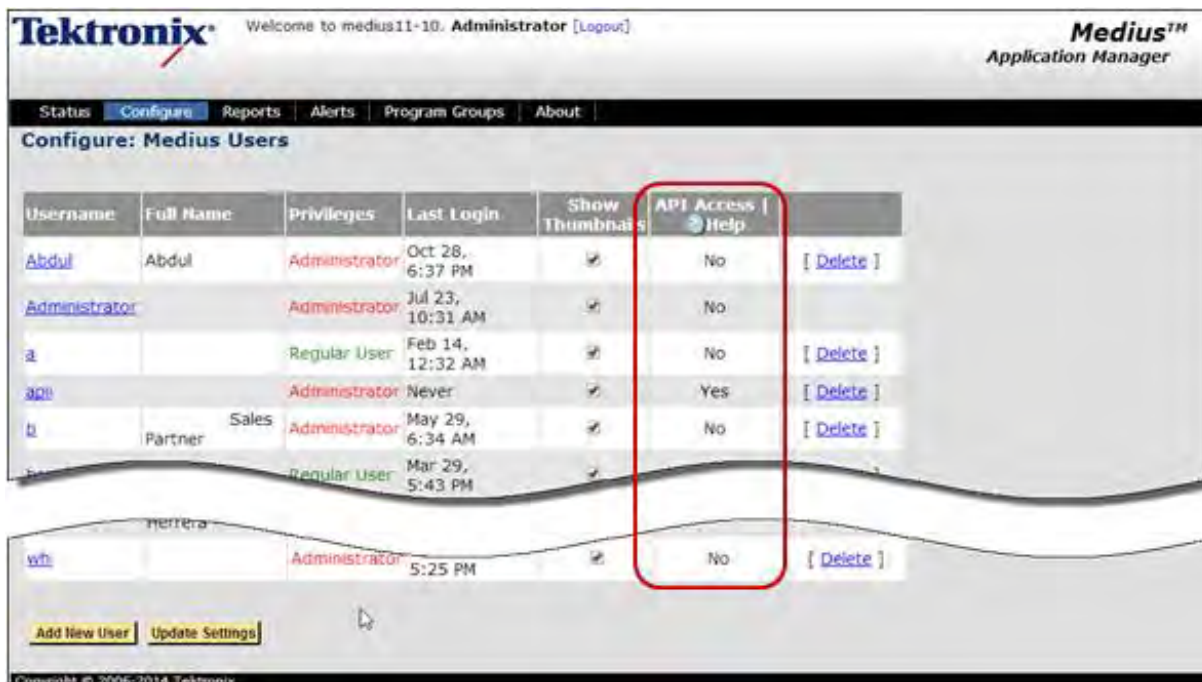 Tektronix
Welcome to medius11-10. Administrator [Logout]
Medius™
Application Manager
Status Configure Reports Alerts Program Groups About
Configure: Medius Users
Username Full Name Privileges Last Login Show Thumbnails API Access | Help
Abdul Abdul Administrator Oct 28, 6:37 PM No [ Delete ]
Administrator Administrator Jul 23, 10:31 AM No
a Regular User Feb 14, 12:32 AM No [ Delete ]
Administrator Never Yes [ Delete ]
b Sales Partner Administrator May 29, 6:34 AM No [ Delete ]
Regular User Mar 29, 5:43 PM
Herrera
wh Administrator 5:25 PM No [ Delete ]
Add New User Update Settings
Copyright © 2006-2014 Tektronix